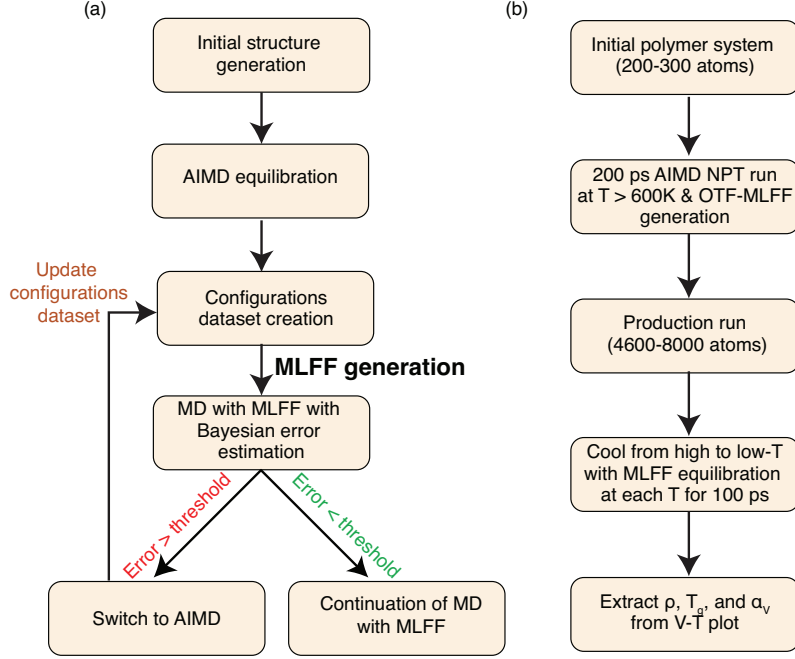 (a)
Initial structure
generation
AIMD equilibration
Update
configurations
dataset
Configurations
dataset creation
MLFF generation
MD with MLFF with
Bayesian error
estimation
Error > threshold
Error < threshold
Switch to AIMD
Continuation of MD
with MLFF
(b)
Initial polymer system
(200-300 atoms)
200 ps AIMD NPT run
at T > 600K & OTF-MLFF
generation
Production run
(4600-8000 atoms)
Cool from high to low-T
with MLFF equilibration
at each T for 100 ps
Extract ρ, T_g, and α_V
from V-T plot